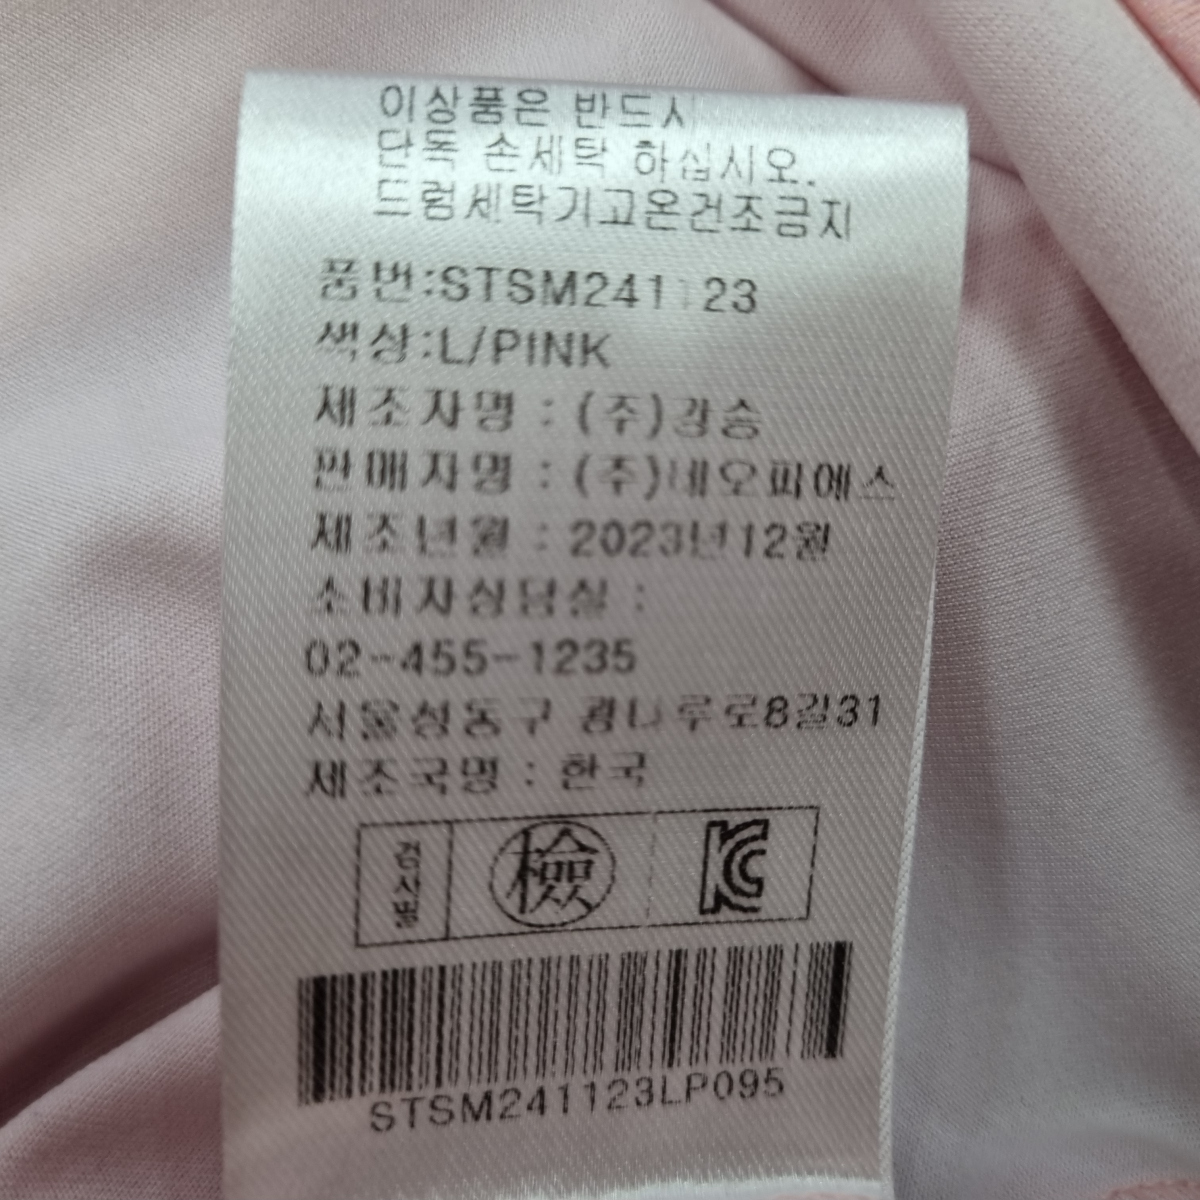 이상품은 반드시
단독 손세탁 하십시오.
드럼세탁기고온건조금지
품번:STSM241123
색상:L/PINK
제조자명 : (주)강송
판매자명 : (주)네오피에스
제조년월 : 2023년12월
소비자상담실 :
02-455-1235
서울성동구 광나루로8길31
제조국명 : 한국
검사필 檢 KC
STSM241123LP095